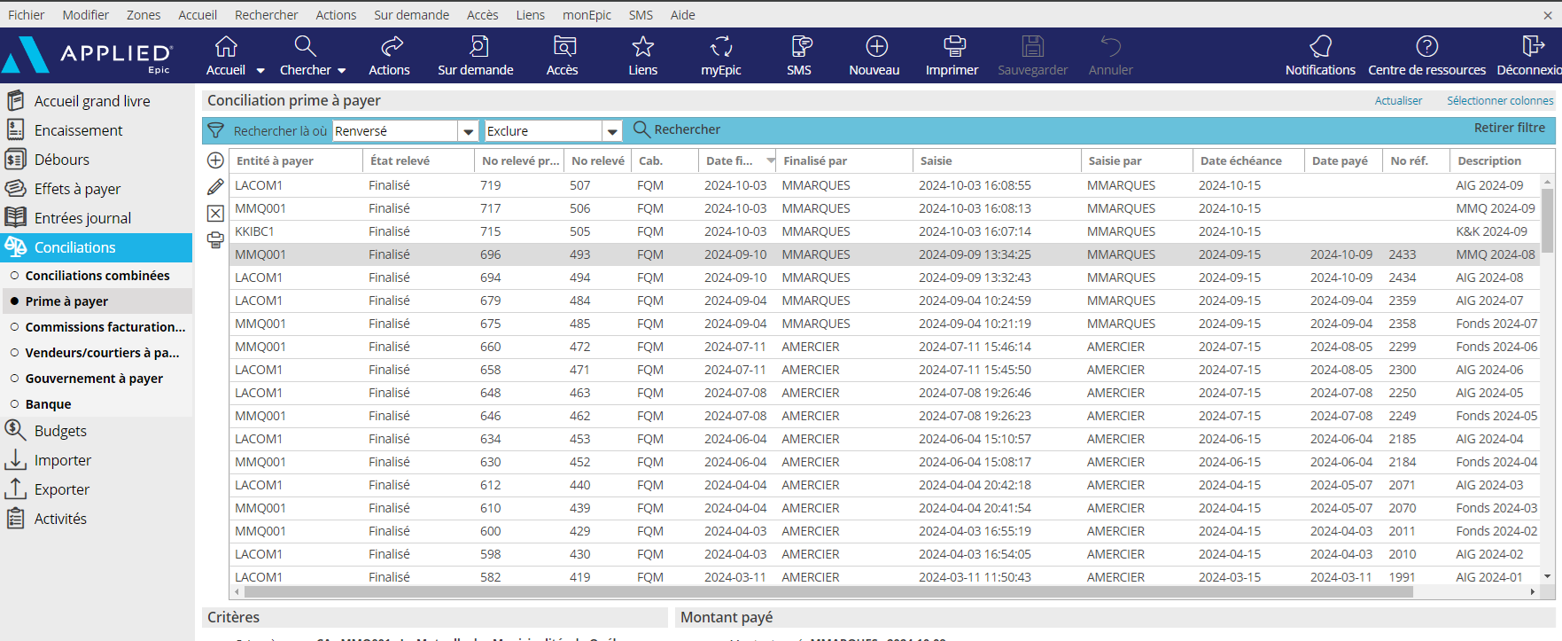 Fichier Modifier Zones Accueil Rechercher Actions Sur demande Accès Liens monEpic SMS Aide
APPLIED Epic
Accueil Chercher Actions Sur demande Accès Liens myEpic SMS Nouveau Imprimer Sauvegarder Annuler Notifications Centre de ressources Déconnexio
Accueil grand livre
Encaissement
Débours
Effets à payer
Entrées journal
Conciliations
Conciliations combinées
Prime à payer
Commissions facturation...
Vendeurs/courtiers à pa...
Gouvernement à payer
Banque
Budgets
Importer
Exporter
Activités
Conciliation prime à payer Actualiser Sélectionner colonnes
Rechercher là où Renversé Exclure Rechercher Retirer filtre
Entité à payer État relevé No relevé pr... No relevé Cab. Date fi... Finalisé par Saisie Saisie par Date échéance Date payé No réf. Description
LACOM1 Finalisé 719 507 FQM 2024-10-03 MMARQUES 2024-10-03 16:08:55 MMARQUES 2024-10-15 AIG 2024-09
MMQ001 Finalisé 717 506 FQM 2024-10-03 MMARQUES 2024-10-03 16:08:13 MMARQUES 2024-10-15 MMQ 2024-09
KKIBC1 Finalisé 715 505 FQM 2024-10-03 MMARQUES 2024-10-03 16:07:14 MMARQUES 2024-10-15 K&K 2024-09
MMQ001 Finalisé 696 493 FQM 2024-09-10 MMARQUES 2024-09-09 13:34:25 MMARQUES 2024-09-15 2024-10-09 2433 MMQ 2024-08
LACOM1 Finalisé 694 494 FQM 2024-09-10 MMARQUES 2024-09-09 13:32:43 MMARQUES 2024-09-15 2024-10-09 2434 AIG 2024-08
LACOM1 Finalisé 679 484 FQM 2024-09-04 MMARQUES 2024-09-04 10:24:59 MMARQUES 2024-09-15 2024-09-04 2359 AIG 2024-07
MMQ001 Finalisé 675 485 FQM 2024-09-04 MMARQUES 2024-09-04 10:21:19 MMARQUES 2024-09-15 2024-09-04 2358 Fonds 2024-07
MMQ001 Finalisé 660 472 FQM 2024-07-11 AMERCIER 2024-07-11 15:46:14 AMERCIER 2024-07-15 2024-08-05 2299 Fonds 2024-06
LACOM1 Finalisé 658 471 FQM 2024-07-11 AMERCIER 2024-07-11 15:45:50 AMERCIER 2024-07-15 2024-08-05 2300 AIG 2024-06
LACOM1 Finalisé 648 463 FQM 2024-07-08 AMERCIER 2024-07-08 19:26:46 AMERCIER 2024-07-15 2024-07-08 2250 AIG 2024-05
MMQ001 Finalisé 646 462 FQM 2024-07-08 AMERCIER 2024-07-08 19:26:23 AMERCIER 2024-07-15 2024-07-08 2249 Fonds 2024-05
LACOM1 Finalisé 634 453 FQM 2024-06-04 AMERCIER 2024-06-04 15:10:57 AMERCIER 2024-06-15 2024-06-04 2185 AIG 2024-04
MMQ001 Finalisé 630 452 FQM 2024-06-04 AMERCIER 2024-06-04 15:08:17 AMERCIER 2024-06-15 2024-06-04 2184 Fonds 2024-04
LACOM1 Finalisé 612 440 FQM 2024-04-04 AMERCIER 2024-04-04 20:42:18 AMERCIER 2024-04-15 2024-05-07 2071 AIG 2024-03
MMQ001 Finalisé 610 439 FQM 2024-04-04 AMERCIER 2024-04-04 20:41:54 AMERCIER 2024-04-15 2024-05-07 2070 Fonds 2024-03
MMQ001 Finalisé 600 429 FQM 2024-04-03 AMERCIER 2024-04-03 16:55:19 AMERCIER 2024-04-15 2024-04-03 2011 Fonds 2024-02
LACOM1 Finalisé 598 430 FQM 2024-04-03 AMERCIER 2024-04-03 16:54:05 AMERCIER 2024-04-15 2024-04-03 2010 AIG 2024-02
LACOM1 Finalisé 582 419 FQM 2024-03-11 AMERCIER 2024-03-11 11:50:43 AMERCIER 2024-03-15 2024-03-11 1991 AIG 2024-01
Critères Montant payé